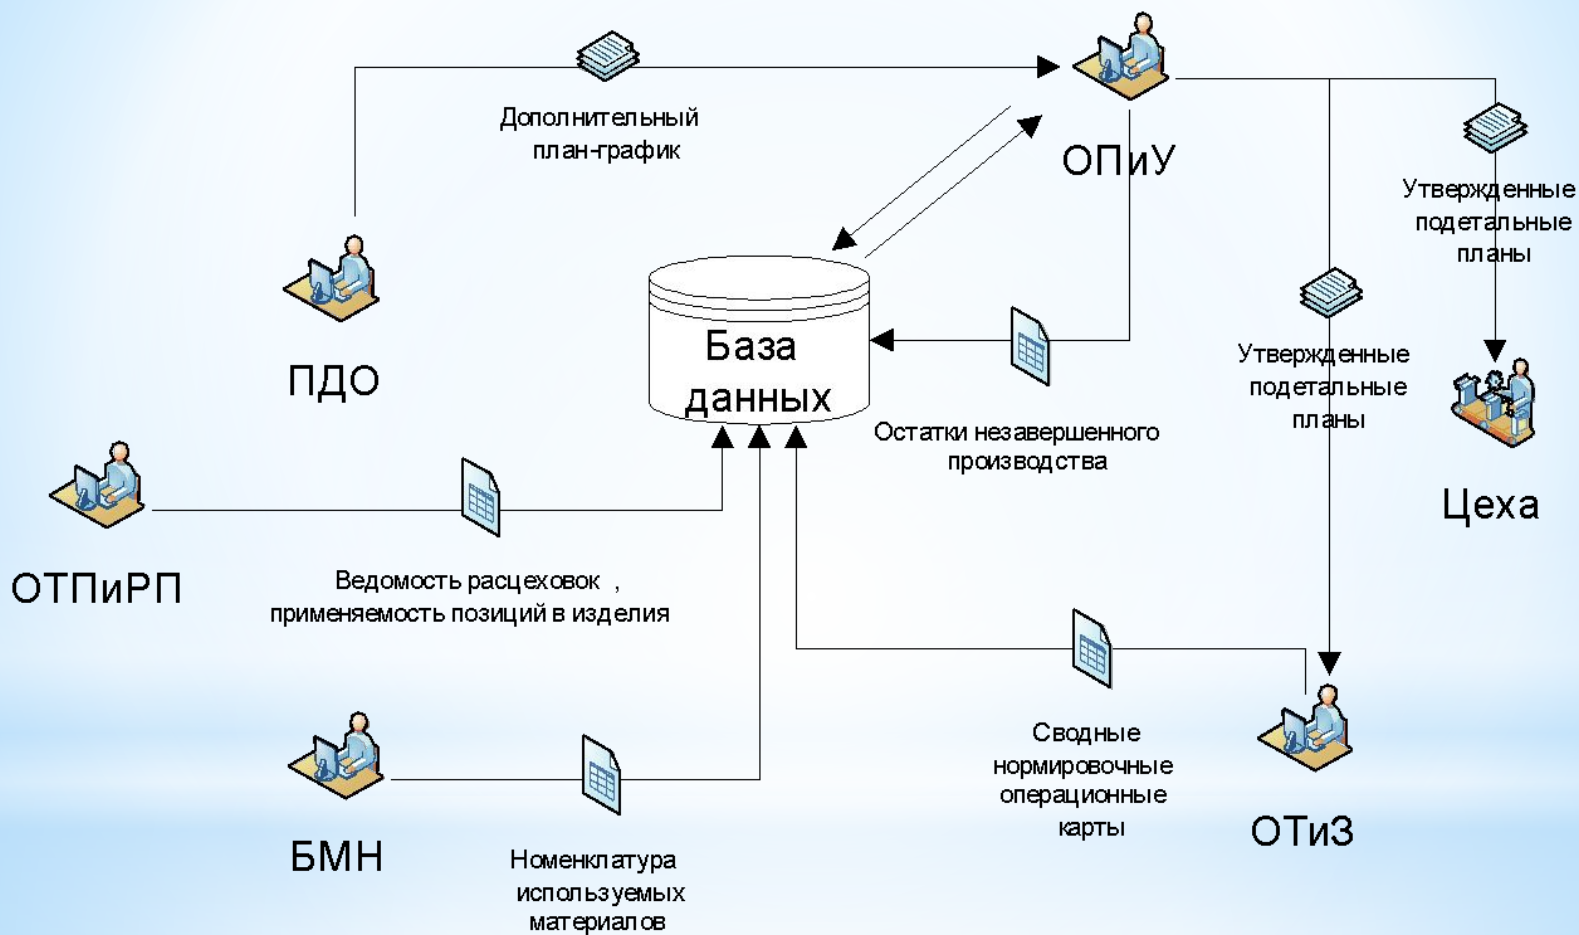 Дополнительный
план-график
ОПиУ
Утвержденные
подетальные
планы
ПДО
База
данных
Утвержденные
подетальные
планы
Остатки незавершенного
производства
Цеха
ОТПиРП
Ведомость расцеховок ,
применяемость позиций в изделия
Сводные
нормировочные
операционные
карты
ОТиЗ
БМН
Номенклатура
используемых
материалов